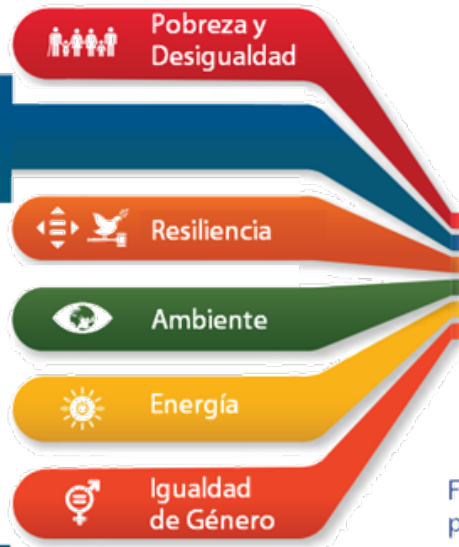 Pobreza y
Desigualdad
Resiliencia
Ambiente
Energía
Igualdad
de Género